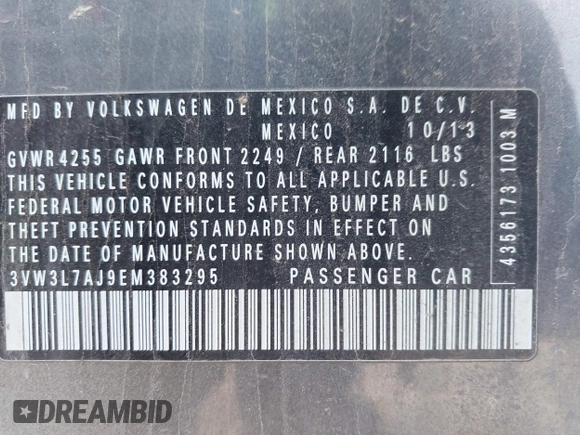 MFD BY VOLKSWAGEN DE MEXICO S.A. DE C.V.
MEXICO 10/13
GVWR 4255 GAWR FRONT 2249 / REAR 2116 LBS
THIS VEHICLE CONFORMS TO ALL APPLICABLE U.S.
FEDERAL MOTOR VEHICLE SAFETY, BUMPER AND
THEFT PREVENTION STANDARDS IN EFFECT ON
THE DATE OF MANUFACTURE SHOWN ABOVE.
3VW3L7AJ9EM383295 PASSENGER CAR
4356173 1003 M
DREAMBID